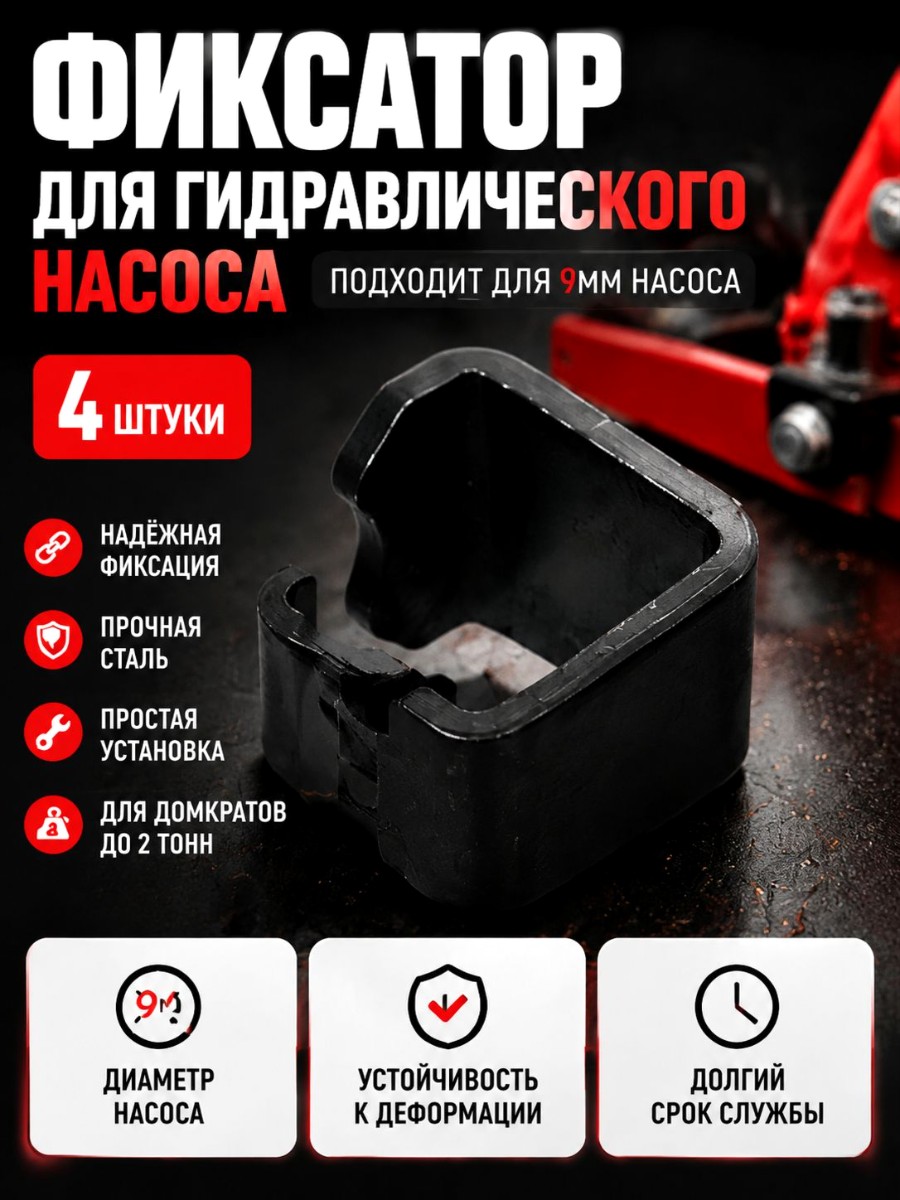 ФИКСАТОР
ДЛЯ ГИДРАВЛИЧЕСКОГО
НАСОСА
ПОДХОДИТ ДЛЯ 9ММ НАСОСА
4 ШТУКИ
НАДЁЖНАЯ
ФИКСАЦИЯ
ПРОЧНАЯ
СТАЛЬ
ПРОСТАЯ
УСТАНОВКА
ДЛЯ ДОМКРАТОВ
ДО 2 ТОНН
ДИАМЕТР
НАСОСА
УСТОЙЧИВОСТЬ
К ДЕФОРМАЦИИ
ДОЛГИЙ
СРОК СЛУЖБЫ